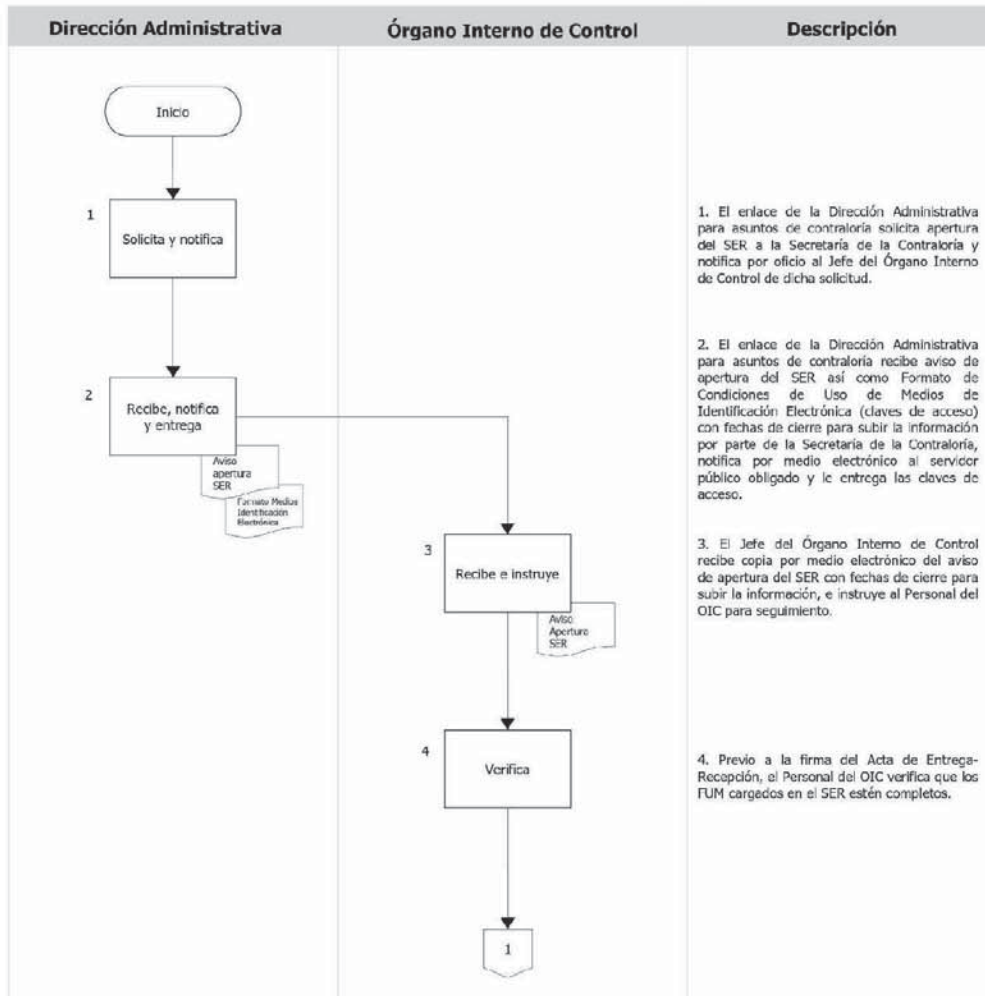 Dirección Administrativa
Órgano Interno de Control
Descripción
Inicio
1
Solicita y notifica
1. El enlace de la Dirección Administrativa
para asuntos de contraloría solicita apertura
del SER a la Secretaría de la Contraloría y
notifica por oficio al Jefe del Órgano Interno
de Control de dicha solicitud.
2
Recibe, notifica
y entrega
Aviso
apertura
SER
Formato Medios
Identificación
Electrónica
2. El enlace de la Dirección Administrativa
para asuntos de contraloría recibe aviso de
apertura del SER así como Formato de
Condiciones de Uso de Medios de
Identificación Electrónica (claves de acceso)
con fechas de cierre para subir la información
por parte de la Secretaría de la Contraloría,
notifica por medio electrónico al servidor
público obligado y le entrega las claves de
acceso.
3
Recibe e instruye
Aviso
Apertura
SER
3. El Jefe del Órgano Interno de Control
recibe copia por medio electrónico del aviso
de apertura del SER con fechas de cierre para
subir la información, e instruye al Personal del
OIC para seguimiento.
4
Verifica
4. Previo a la firma del Acta de Entrega-
Recepción, el Personal del OIC verifica que los
FUM cargados en el SER estén completos.
1